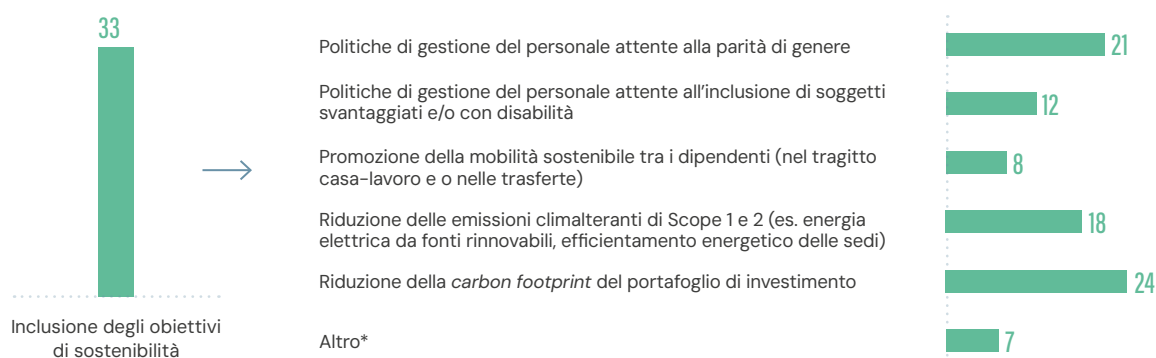 33
Inclusione degli obiettivi
di sostenibilità
Politiche di gestione del personale attente alla parità di genere
21
Politiche di gestione del personale attente all’inclusione di soggetti
svantaggiati e/o con disabilità
12
Promozione della mobilità sostenibile tra i dipendenti (nel tragitto
casa-lavoro e o nelle trasferte)
8
Riduzione delle emissioni climalteranti di Scope 1 e 2 (es. energia
elettrica da fonti rinnovabili, efficientamento energetico delle sedi)
18
Riduzione della carbon footprint del portafoglio di investimento
24
Altro*
7